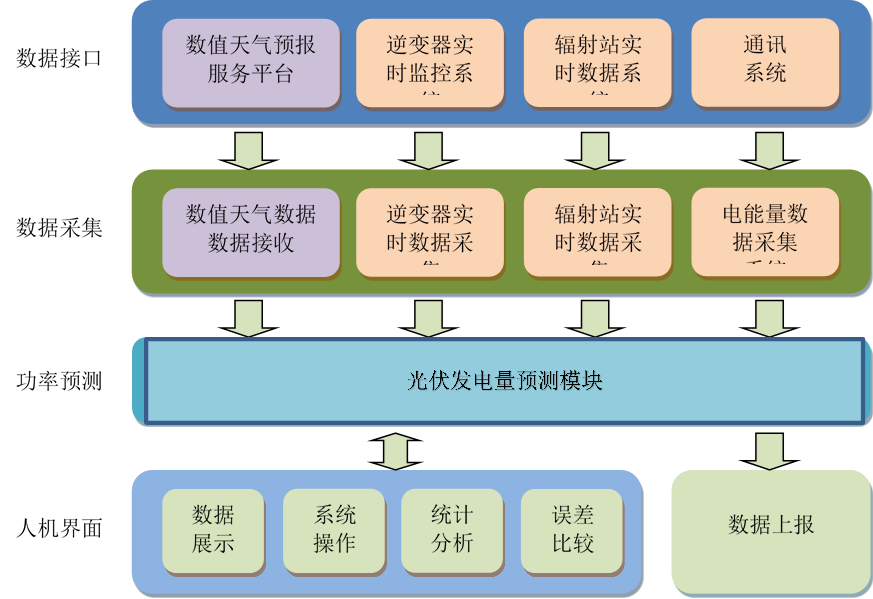 数据接口
数值天气预报
服务平台
逆变器实
时监控系
辐射站实
时数据系
通讯
系统
数据采集
数值天气数据
数据接收
逆变器实
时数据采
辐射站实
时数据采
电能量数
据采集
功率预测
光伏发电量预测模块
人机界面
数据
展示
系统
操作
统计
分析
误差
比较
数据上报